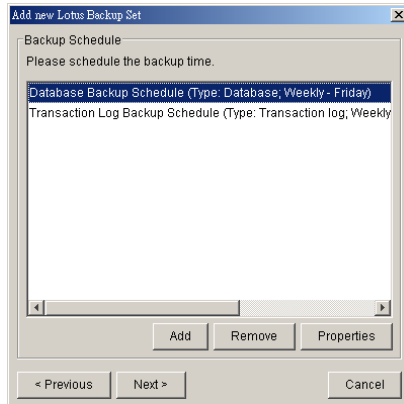 Add new Lotus Backup Set
Backup Schedule
Please schedule the backup time.
Database Backup Schedule (Type: Database; Weekly - Friday)
Transaction Log Backup Schedule (Type: Transaction log; Weekly
Add Remove Properties
< Previous Next > Cancel